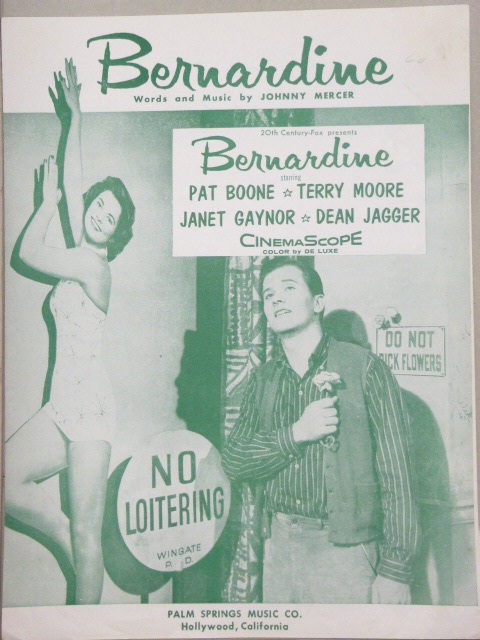 Bernardine
Words and Music by JOHNNY MERCER
20th Century-Fox presents
Bernardine
starring
PAT BOONE ☆ TERRY MOORE
JANET GAYNOR ☆ DEAN JAGGER
CINEMASCOPE
COLOR by DE LUXE
DO NOT
PICK FLOWERS
NO
LOITERING
WINGATE
P. D.
PALM SPRINGS MUSIC CO.
Hollywood, California